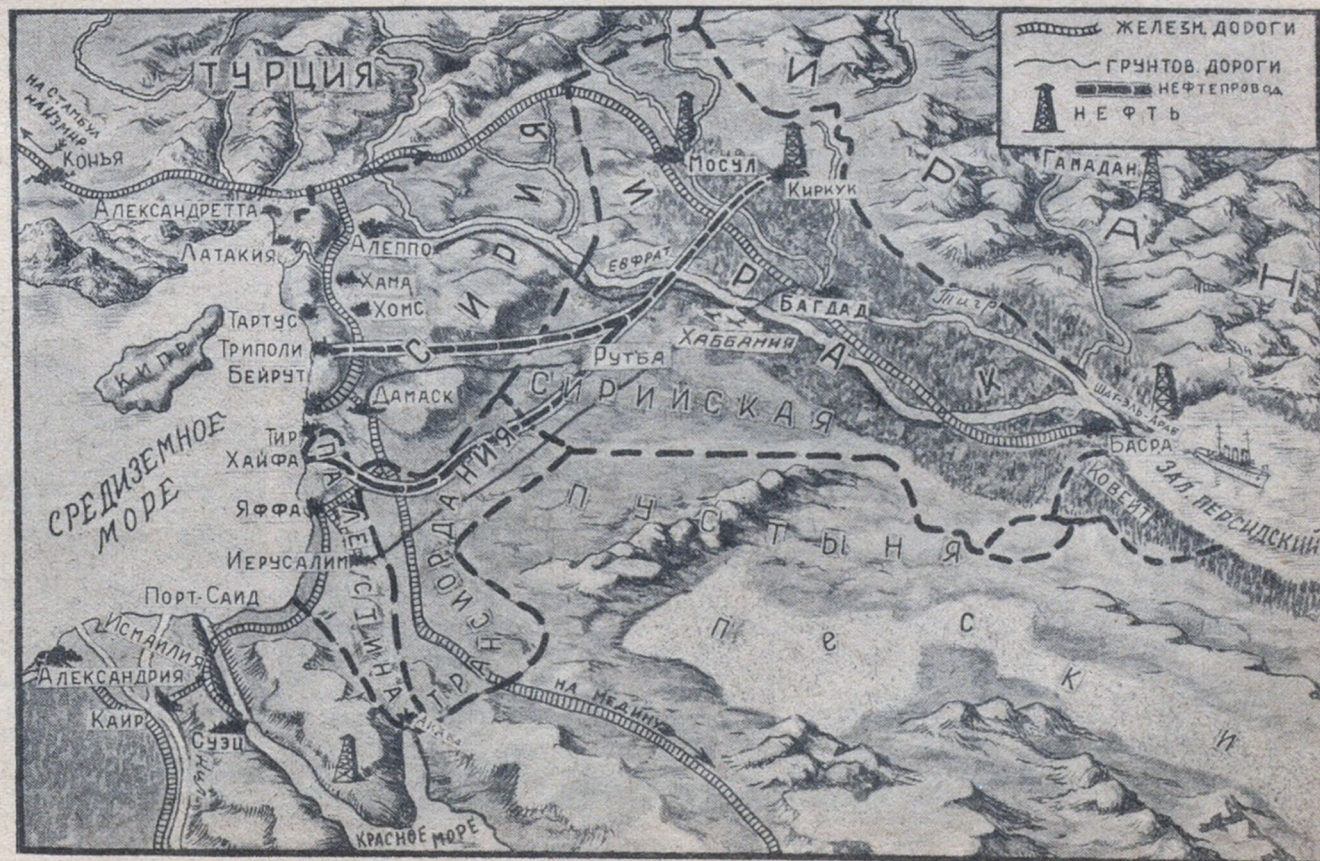 ЖЕЛЕЗН. ДОРОГИ
ГРУНТОВ. ДОРОГИ
НЕФТЕПРОВОД
НЕФТЬ
ТУРЦИЯ
НА СТАМБУЛ
И ИЗМИР
КОНЬЯ
АЛЕКСАНДРЕТТА
ЛАТАКИЯ
АЛЕППО
ХАМА
ХОМС
ТАРТУС
ТРИПОЛИ
БЕЙРУТ
ДАМАСК
ТИР
ХАЙФА
ЯФФА
ИЕРУСАЛИМ
КИПР
СРЕДИЗЕМНОЕ
МОРЕ
СИРИЯ
ИРАК
ИРАН
МОСУЛ
КИРКУК
ГАМАДАН
ЕВФРАТ
ТИГР
БАГДАД
ХАББАНИЯ
РУТБА
ШАТ-ЭЛЬ-АРАБ
БАСРА
КОВЕЙТ
ЗАЛ. ПЕРСИДСКИЙ
СИРИЙСКАЯ
ПУСТЫНЯ
ПеСКИ
ПАЛЕСТИНА
ТРАНСИОРДАНИЯ
НА МЕДИНУ
АКАБА
ПОРТ-САИД
ИСМАИЛИЯ
АЛЕКСАНДРИЯ
КАИР
СУЭЦ
НИЛ
КРАСНОЕ МОРЕ